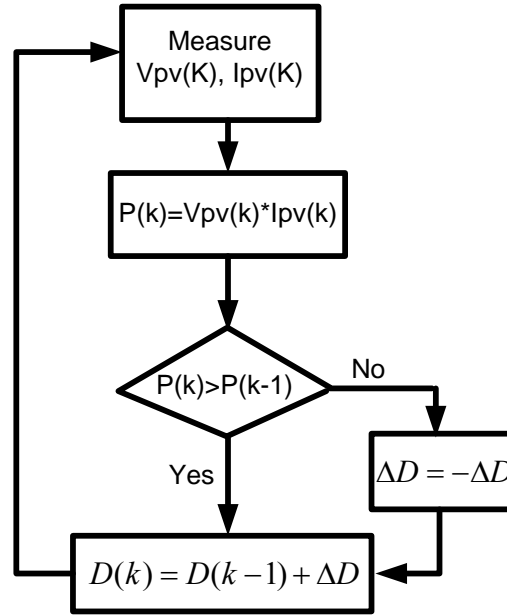 Measure
Vpv(K), Ipv(K)
P(k)=Vpv(k)*Ipv(k)
P(k)>P(k-1)
No
Yes
ΔD = −ΔD
D(k) = D(k−1) + ΔD